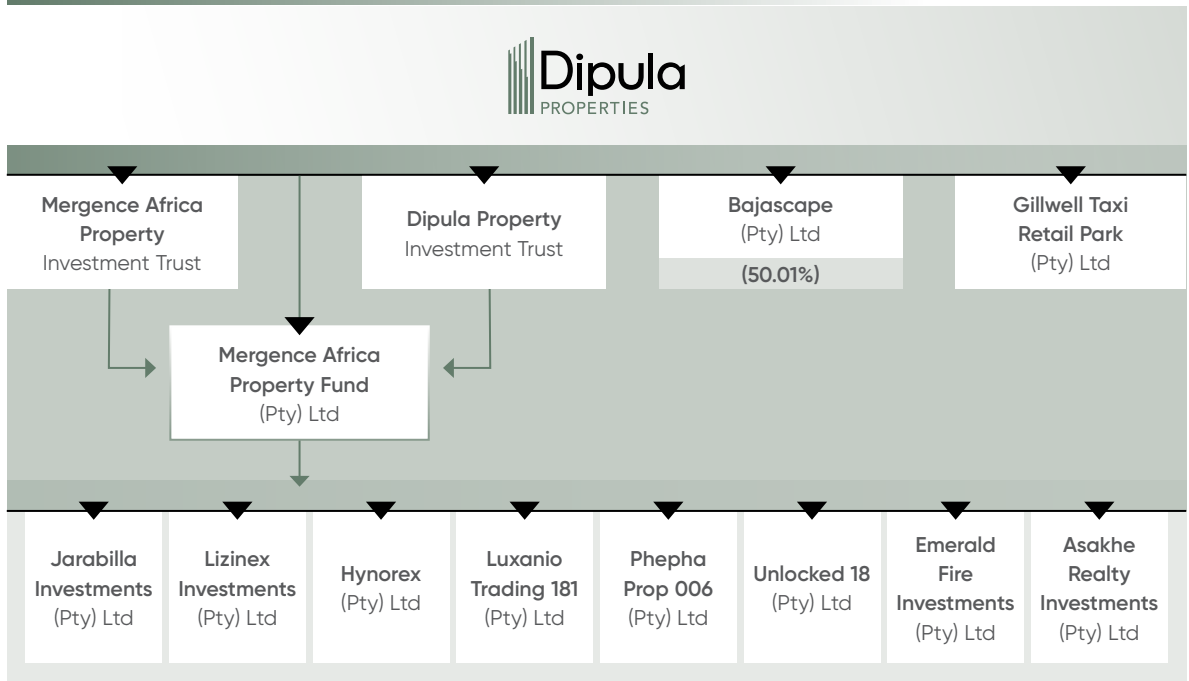 Dipula
PROPERTIES
Mergence Africa
Property
Investment Trust
Dipula Property
Investment Trust
Bajascape
(Pty) Ltd
(50.01%)
Gillwell Taxi
Retail Park
(Pty) Ltd
Mergence Africa
Property Fund
(Pty) Ltd
Jarabilla
Investments
(Pty) Ltd
Lizinex
Investments
(Pty) Ltd
Hynorex
(Pty) Ltd
Luxanio
Trading 181
(Pty) Ltd
Phepha
Prop 006
(Pty) Ltd
Unlocked 18
(Pty) Ltd
Emerald
Fire
Investments
(Pty) Ltd
Asakhe
Realty
Investments
(Pty) Ltd